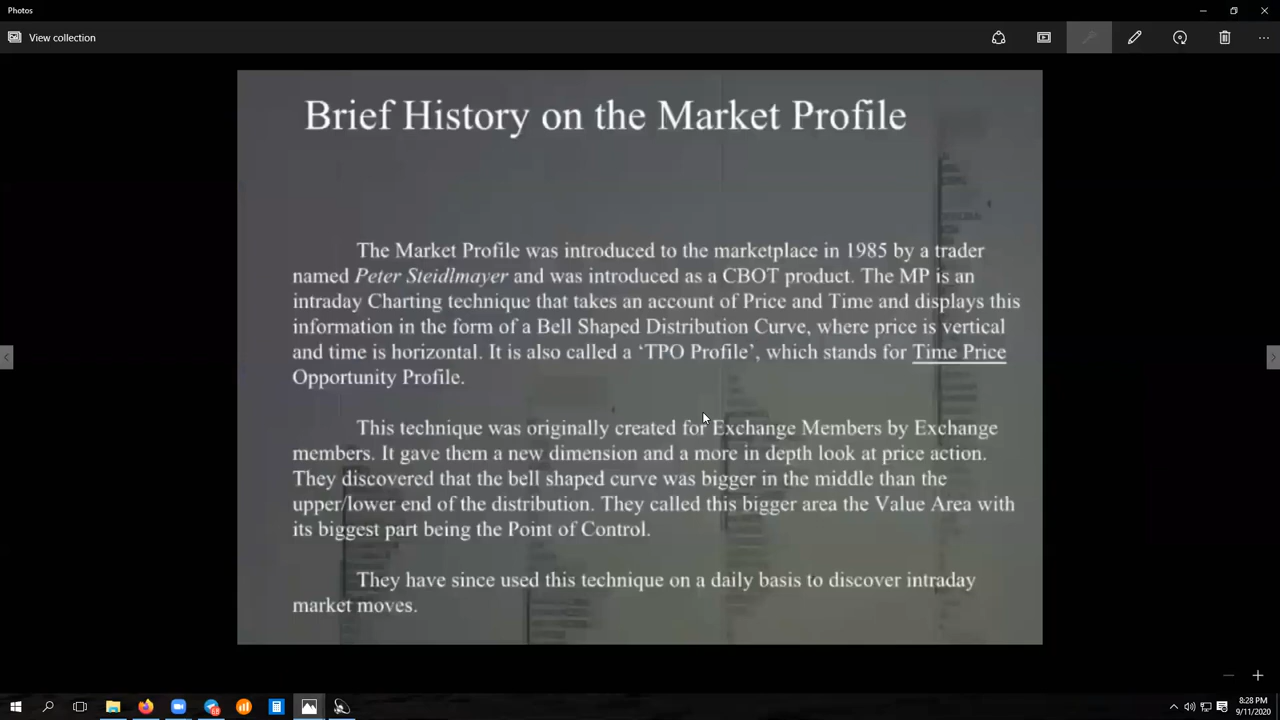 Photos
View collection
Brief History on the Market Profile
The Market Profile was introduced to the marketplace in 1985 by a trader
named Peter Steidlmayer and was introduced as a CBOT product. The MP is an
intraday Charting technique that takes an account of Price and Time and displays this
information in the form of a Bell Shaped Distribution Curve, where price is vertical
and time is horizontal. It is also called a ‘TPO Profile’, which stands for Time Price
Opportunity Profile.
This technique was originally created for Exchange Members by Exchange
members. It gave them a new dimension and a more in depth look at price action.
They discovered that the bell shaped curve was bigger in the middle than the
upper/lower end of the distribution. They called this bigger area the Value Area with
its biggest part being the Point of Control.
They have since used this technique on a daily basis to discover intraday
market moves.
8:28 PM
9/11/2020